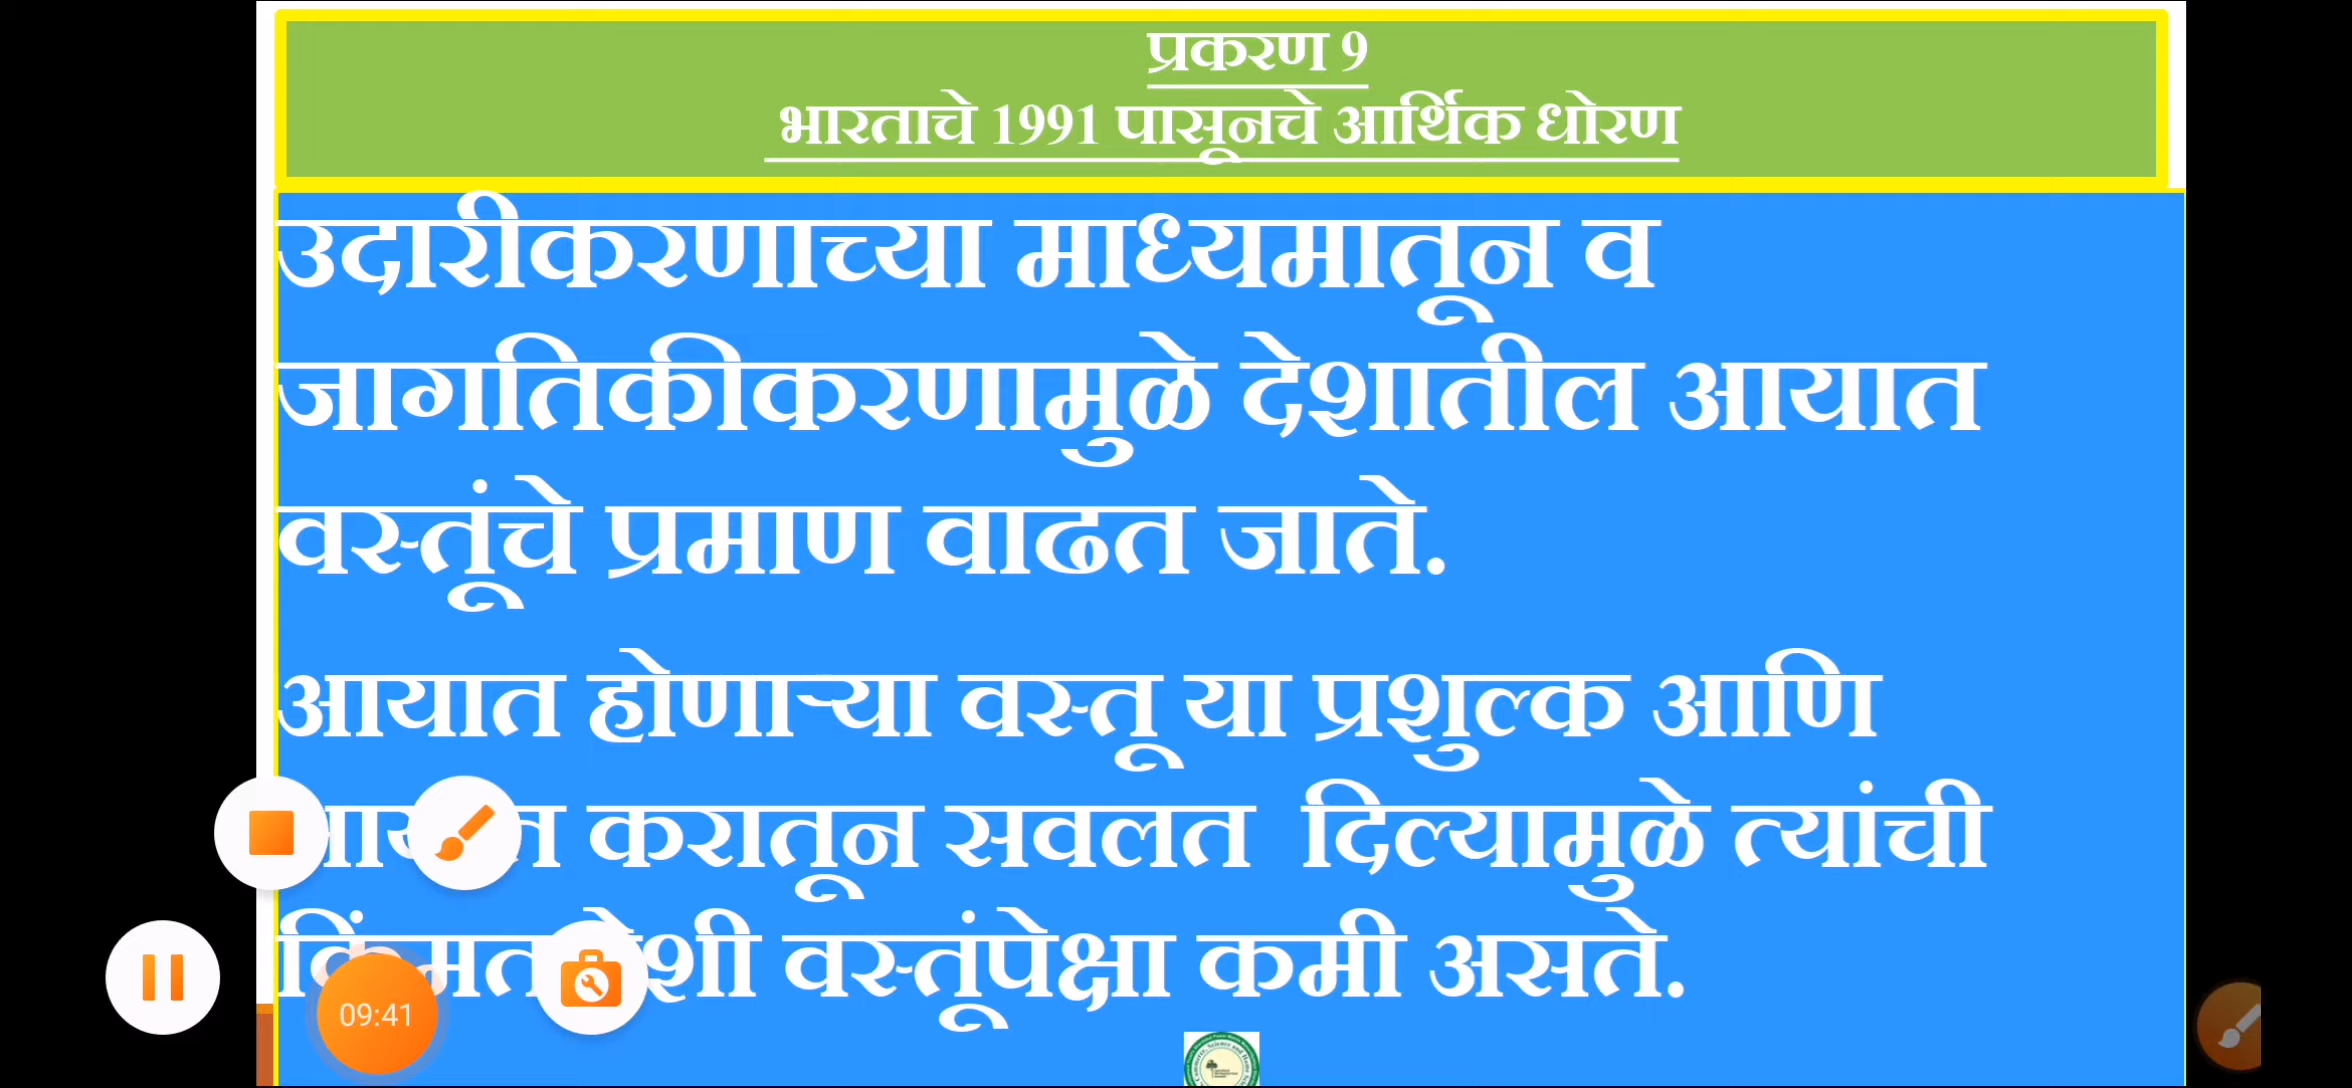 प्रकरण 9
भारताचे 1991 पासूनचे आर्थिक धोरण
उदारीकरणाच्या माध्यमातून व
जागतिकीकरणामुळे देशातील आयात
वस्तूंचे प्रमाण वाढत जाते.
आयात होणाऱ्या वस्तू या प्रशुल्क आणि
करातून सवलत दिल्यामुळे त्यांची
वस्तूंपेक्षा कमी असते.
09:41